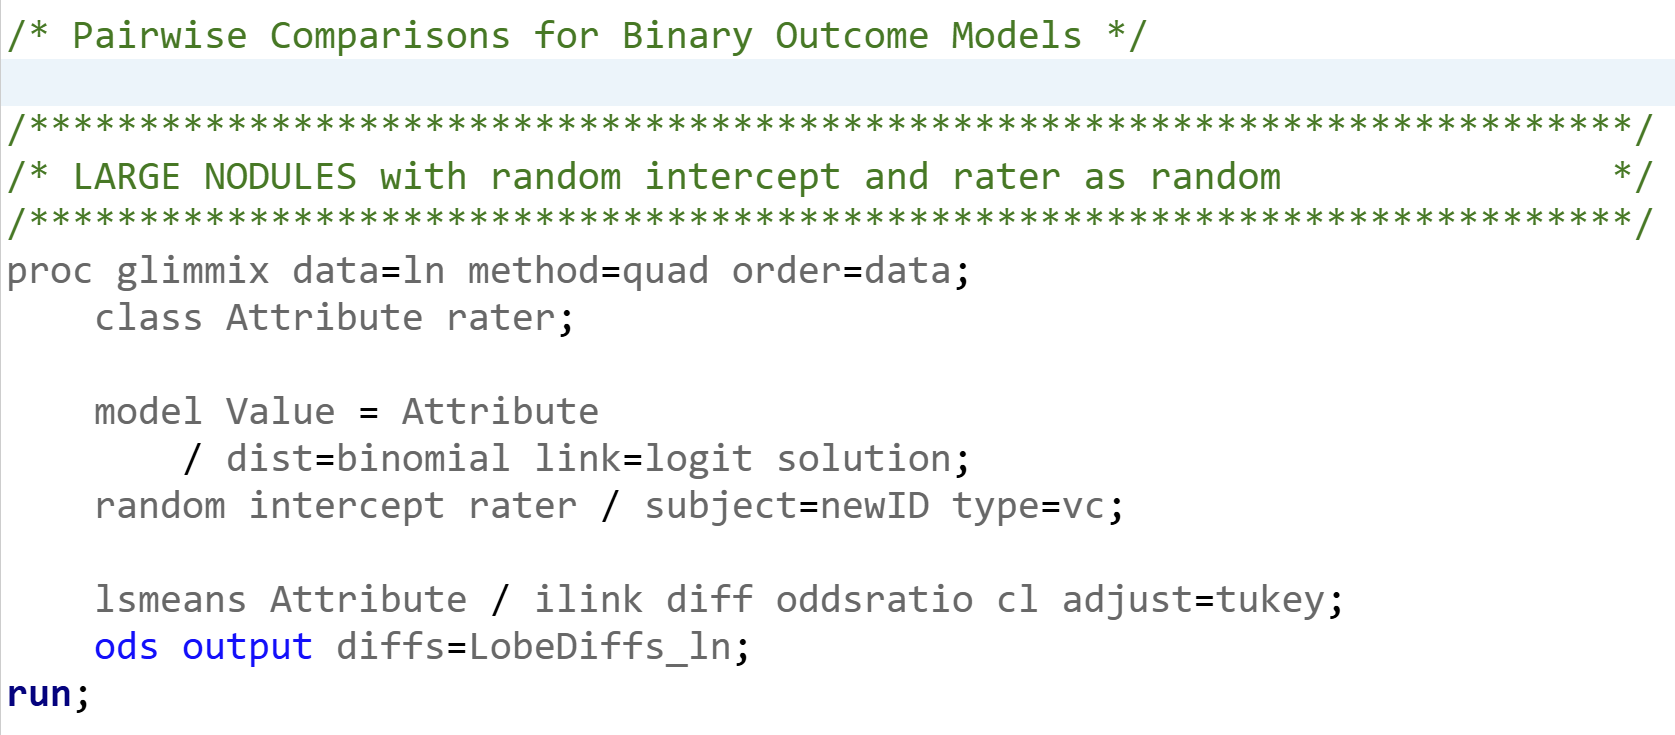 /* Pairwise Comparisons for Binary Outcome Models */
/*************************************************************************/
/* LARGE NODULES with random intercept and rater as random               */
/*************************************************************************/
proc glimmix data=ln method=quad order=data;
    class Attribute rater;
    model Value = Attribute
        / dist=binomial link=logit solution;
    random intercept rater / subject=newID type=vc;
    lsmeans Attribute / ilink diff oddsratio cl adjust=tukey;
    ods output diffs=LobeDiffs_ln;
run;